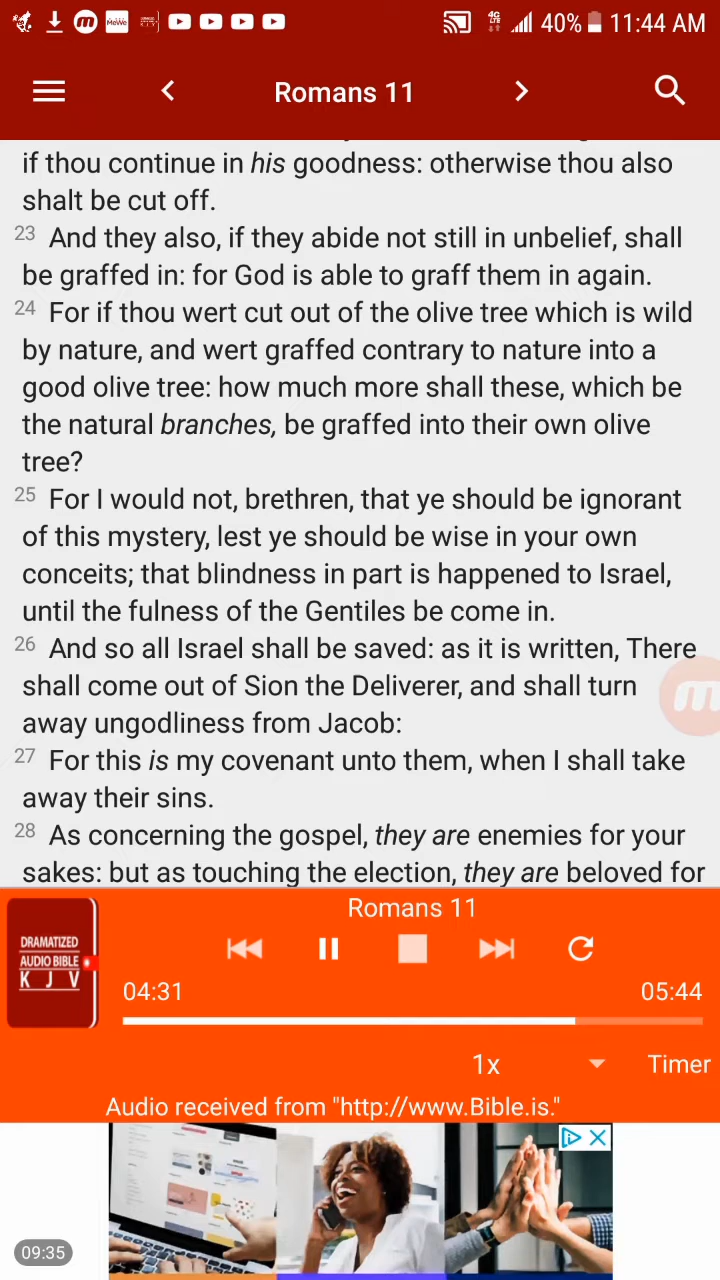 MeWe
4G
LTE
40%
11:44 AM
Romans 11
if thou continue in his goodness: otherwise thou also
shalt be cut off.
23 And they also, if they abide not still in unbelief, shall
be graffed in: for God is able to graff them in again.
24 For if thou wert cut out of the olive tree which is wild
by nature, and wert graffed contrary to nature into a
good olive tree: how much more shall these, which be
the natural branches, be graffed into their own olive
tree?
25 For I would not, brethren, that ye should be ignorant
of this mystery, lest ye should be wise in your own
conceits; that blindness in part is happened to Israel,
until the fulness of the Gentiles be come in.
26 And so all Israel shall be saved: as it is written, There
shall come out of Sion the Deliverer, and shall turn
away ungodliness from Jacob:
27 For this is my covenant unto them, when I shall take
away their sins.
28 As concerning the gospel, they are enemies for your
sakes: but as touching the election, they are beloved for
Romans 11
DRAMATIZED
AUDIO BIBLE
K J V
04:31
05:44
1x
Timer
Audio received from "http://www.Bible.is."
09:35